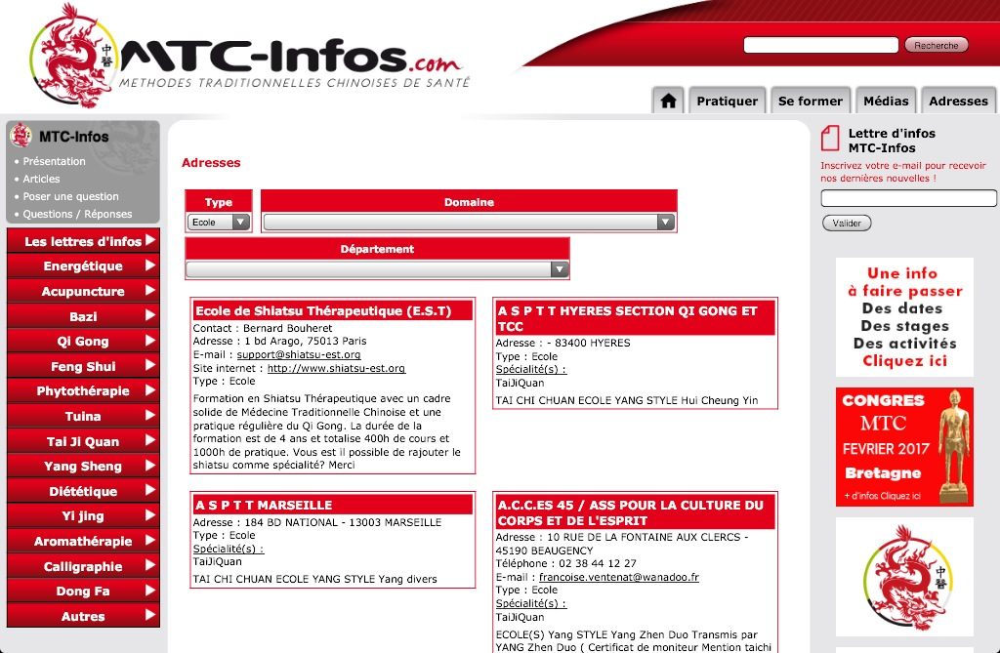 中醫
MTC-Infos.com
METHODES TRADITIONNELLES CHINOISES DE SANTÉ
Recherche
Pratiquer
Se former
Médias
Adresses
MTC-Infos
• Présentation
• Articles
• Poser une question
• Questions / Réponses
Les lettres d'infos
Energétique
Acupuncture
Bazi
Qi Gong
Feng Shui
Phytothérapie
Tuina
Tai Ji Quan
Yang Sheng
Diététique
Yi jing
Aromathérapie
Calligraphie
Dong Fa
Autres
Adresses
Type
Ecole
Domaine
Département
Ecole de Shiatsu Thérapeutique (E.S.T)
Contact : Bernard Bouheret
Adresse : 1 bd Arago, 75013 Paris
E-mail : support@shiatsu-est.org
Site internet : http://www.shiatsu-est.org
Type : Ecole
Formation en Shiatsu Thérapeutique avec un cadre
solide de Médecine Traditionnelle Chinoise et une
pratique régulière du Qi Gong. La durée de la
formation est de 4 ans et totalise 400h de cours et
1000h de pratique. Vous est il possible de rajouter le
shiatsu comme spécialité? Merci
A S P T T HYERES SECTION QI GONG ET
TCC
Adresse : - 83400 HYERES
Type : Ecole
Spécialité(s) :
TaiJiQuan
TAI CHI CHUAN ECOLE YANG STYLE Hui Cheung Yin
A S P T T MARSEILLE
Adresse : 184 BD NATIONAL - 13003 MARSEILLE
Type : Ecole
Spécialité(s) :
TaiJiQuan
TAI CHI CHUAN ECOLE YANG STYLE Yang divers
A.C.C.ES 45 / ASS POUR LA CULTURE DU
CORPS ET DE L'ESPRIT
Adresse : 10 RUE DE LA FONTAINE AUX CLERCS -
45190 BEAUGENCY
Téléphone : 02 38 44 12 27
E-mail : francoise.ventenat@wanadoo.fr
Type : Ecole
Spécialité(s) :
TaiJiQuan
ECOLE(S) Yang STYLE Yang Zhen Duo Transmis par
YANG Zhen Duo ( Certificat de moniteur Mention taichi
Lettre d'infos
MTC-Infos
Inscrivez votre e-mail pour recevoir
nos dernières nouvelles !
Valider
Une info
à faire passer
Des dates
Des stages
Des activités
Cliquez ici
CONGRES
MTC
FEVRIER 2017
Bretagne
+ d'infos Cliquez ici
中醫